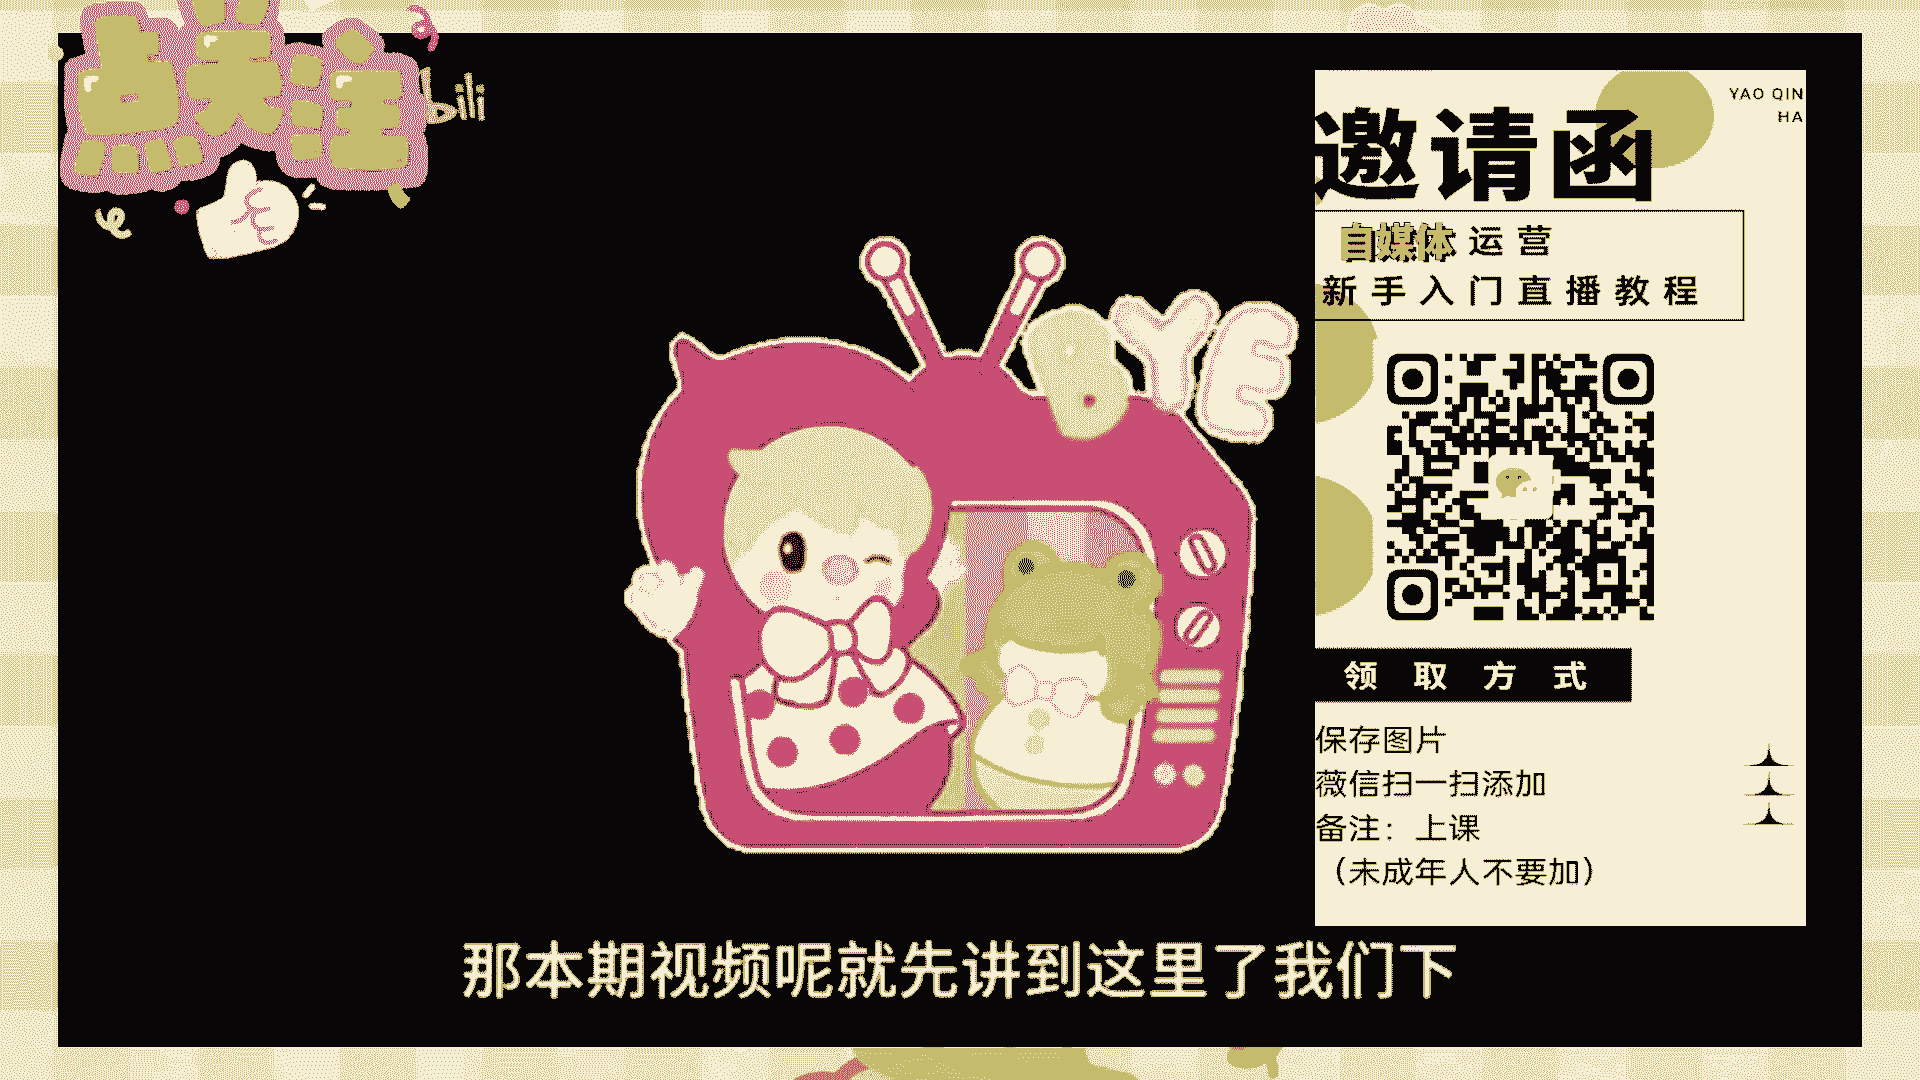 点关注
bili
BYE
YAO QIN
HA
邀请函
自媒体运营
新手入门直播教程
领取方式
保存图片
薇信扫一扫添加
备注：上课
（未成年人不要加）
那本期视频呢就先讲到这里了我们下